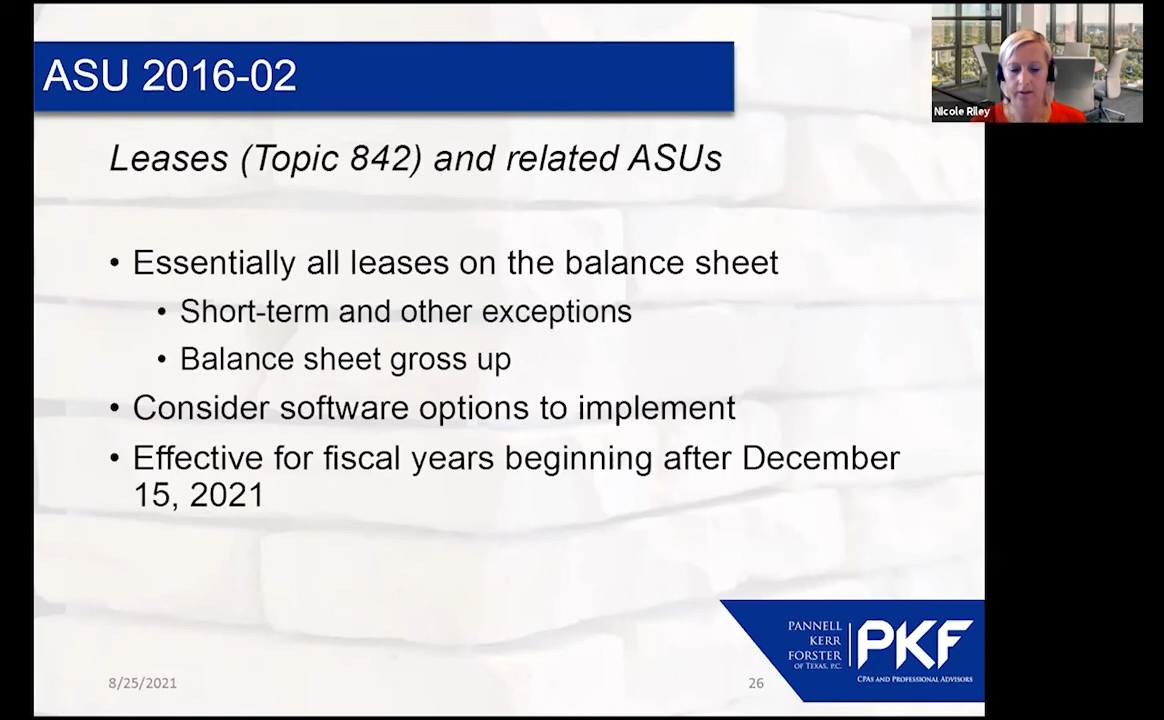 ASU 2016-02
Nicole Riley
Leases (Topic 842) and related ASUs
• Essentially all leases on the balance sheet
• Short-term and other exceptions
• Balance sheet gross up
• Consider software options to implement
• Effective for fiscal years beginning after December
15, 2021
PANNELL
KERR
FORSTER
OF TEXAS, P.C.
PKF
CPAS AND PROFESSIONAL ADVISORS
8/25/2021
26